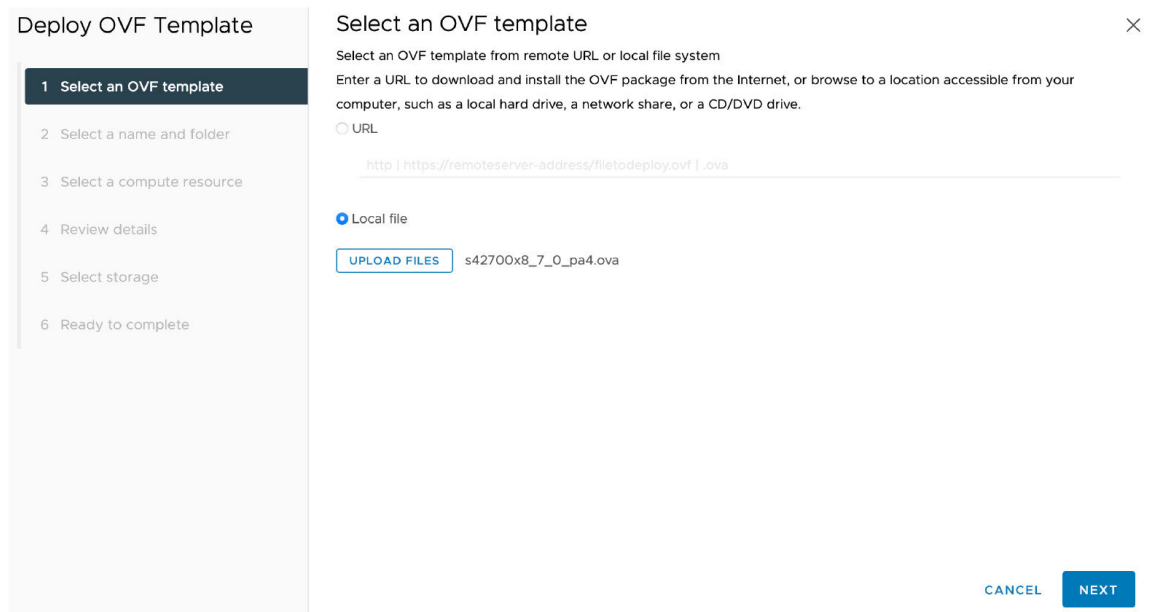 Deploy OVF Template
1 Select an OVF template
2 Select a name and folder
3 Select a compute resource
4 Review details
5 Select storage
6 Ready to complete
Select an OVF template
Select an OVF template from remote URL or local file system
Enter a URL to download and install the OVF package from the Internet, or browse to a location accessible from your
computer, such as a local hard drive, a network share, or a CD/DVD drive.
URL
http | https://remoteserver-address/filetodeploy.ovf | .ova
Local file
UPLOAD FILES s42700x8_7_0_pa4.ova
CANCEL NEXT